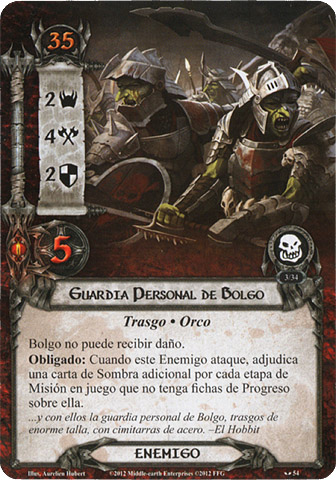 35
2
4
2
5
3/34
Guardia Personal de Bolgo
Trasgo • Orco
Bolgo no puede recibir daño.
Obligado: Cuando este Enemigo ataque, adjudica
una carta de Sombra adicional por cada etapa de
Misión en juego que no tenga fichas de Progreso
sobre ella.
...y con ellos la guardia personal de Bolgo, trasgos de
enorme talla, con cimitarras de acero. –El Hobbit
ENEMIGO
Illus. Aurelien Hubert ©2012 Middle-earth Enterprises ©2012 FFG 54